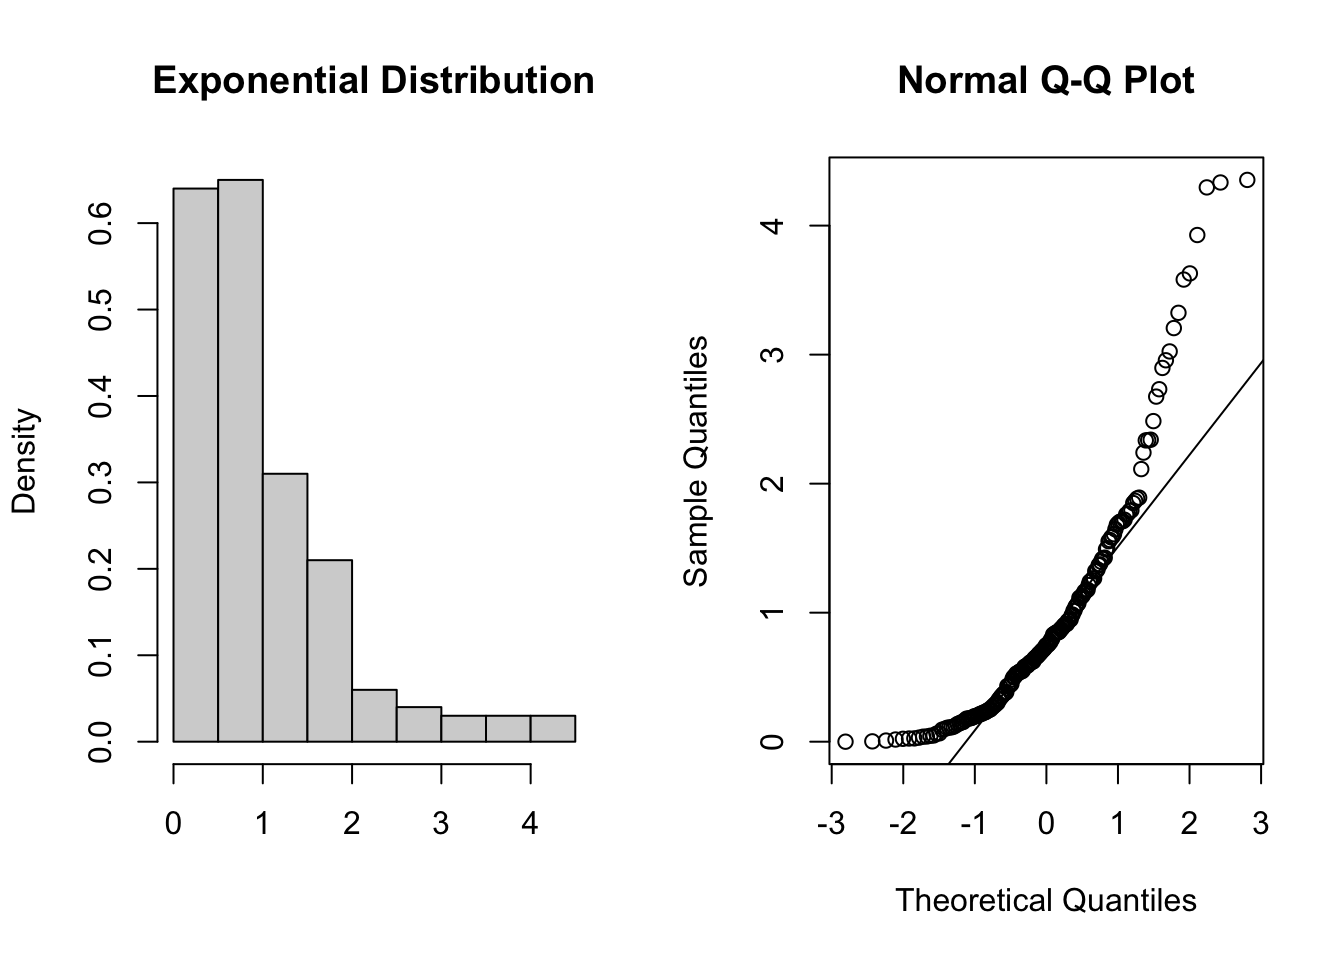 Exponential Distribution
Density
0.0 0.1 0.2 0.3 0.4 0.5 0.6
0 1 2 3 4
Normal Q-Q Plot
Sample Quantiles
0 1 2 3 4
-3 -2 -1 0 1 2 3
Theoretical Quantiles